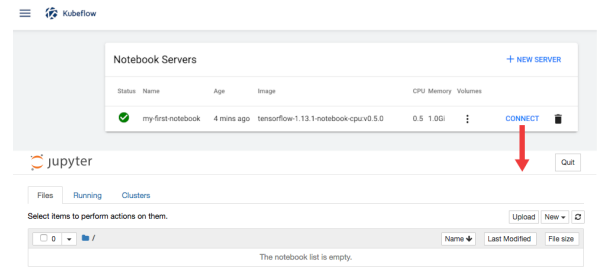 Kubeflow
Notebook Servers
+ NEW SERVER
Status Name Age Image CPU Memory Volumes
my-first-notebook 4 mins ago tensorflow-1.13.1-notebook-cpu:v0.5.0 0.5 1.0Gi CONNECT
jupyter Quit
Files Running Clusters
Select items to perform actions on them. Upload New
0 / Name Last Modified File size
The notebook list is empty.